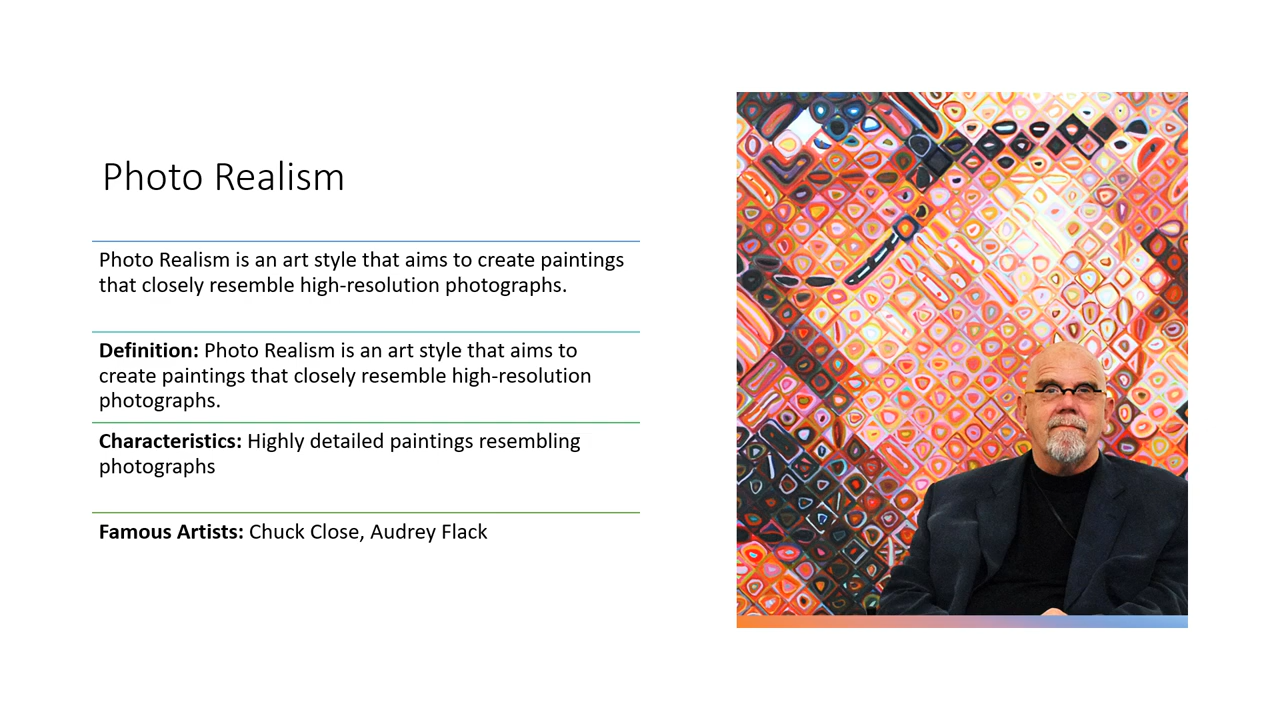 Photo Realism
Photo Realism is an art style that aims to create paintings
that closely resemble high-resolution photographs.
Definition: Photo Realism is an art style that aims to
create paintings that closely resemble high-resolution
photographs.
Characteristics: Highly detailed paintings resembling
photographs
Famous Artists: Chuck Close, Audrey Flack